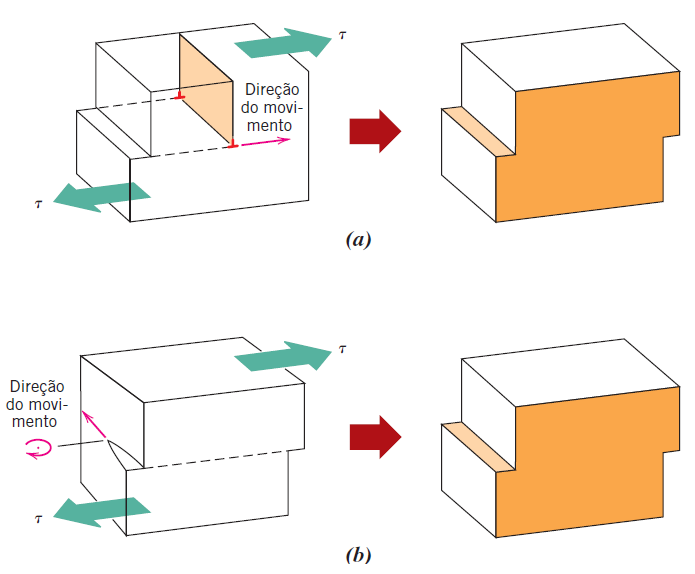 τ
Direção
do movi-
mento
τ
(a)
τ
Direção
do movi-
mento
τ
(b)